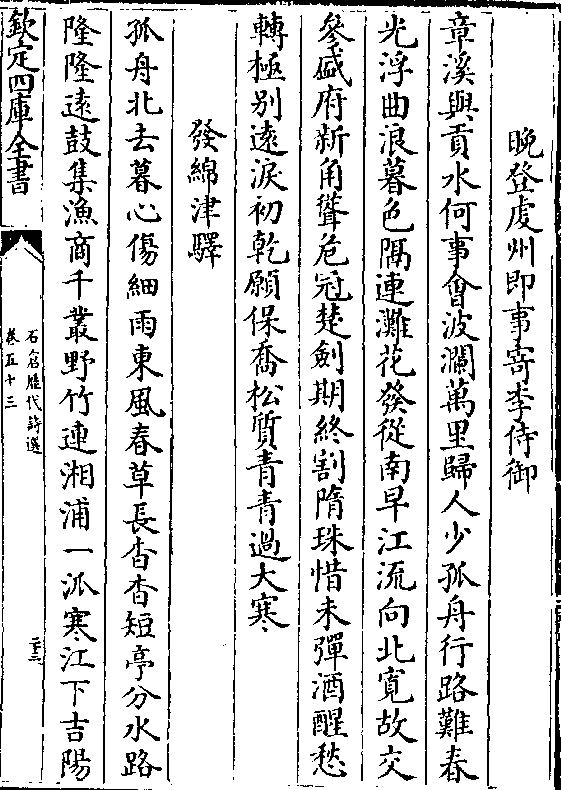 晚登虔州即事寄李侍御
章溪與貢水何事會波瀾萬里歸人少孤舟行路難春
光浮曲浪暮色隔連灘花發從南早江流向北寛故交
參盛府新角聳危冠楚劍期終割隋珠惜未彈酒醒愁
轉極别遠淚初乾願保喬松質青青過大寒
發綿津驛
孤舟北去暮心傷細雨東風春草長杳杳短亭分水路
隆隆遠鼓集漁商千叢野竹連湘浦一派寒江下吉陽
欽定四庫全書
石倉歷代詩選
卷五十三
二十三